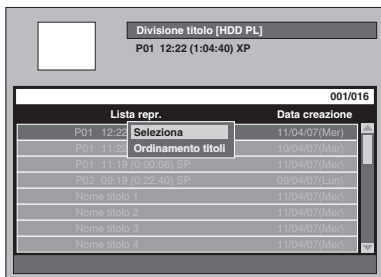 Divisione titolo [HDD PL]
P01 12:22 (1:04:40) XP
001/016
Lista repr. Data creazione
P01 12:22 11/04/07(Mer)
Seleziona
P01 11:22 10/04/07(Mar)
Ordinamento titoli
P01 11:19 (0:00:06) SP 11/04/07(Mer)
P02 09:19 (0:22:40) SP 09/04/07(Lun)
Nome titolo 1 11/04/07(Mer)
Nome titolo 2 11/04/07(Mer)
Nome titolo 3 11/04/07(Mer)
Nome titolo 4 11/04/07(Mer)